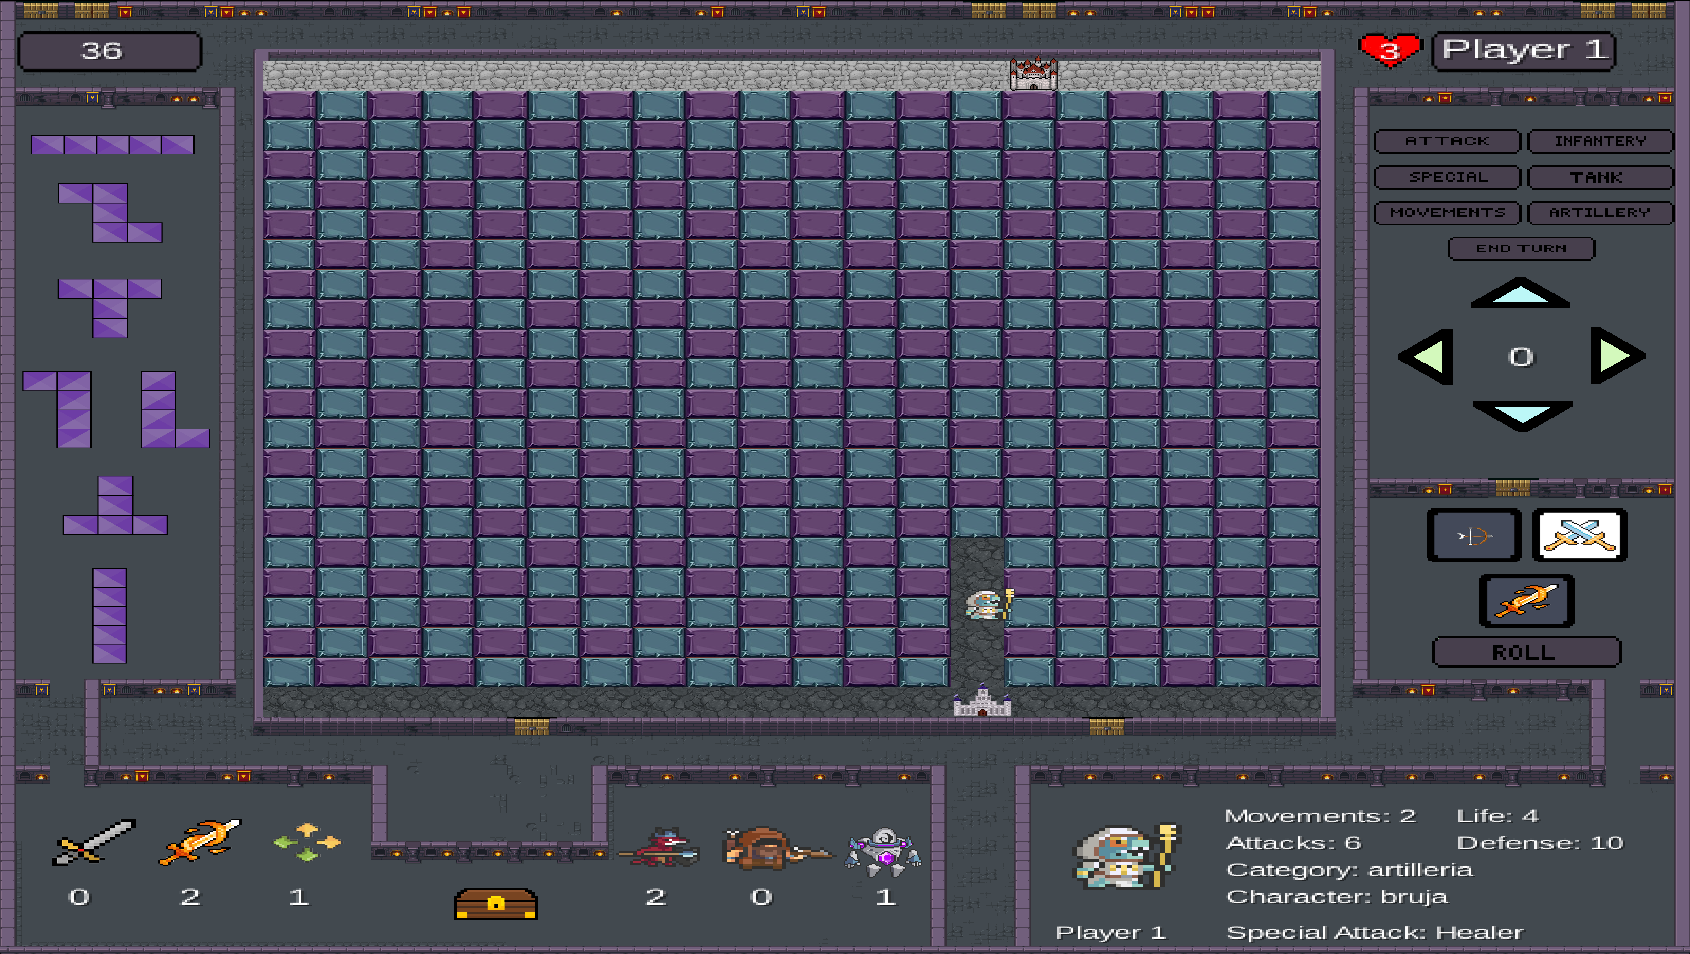 36
3 Player 1
ATTACK INFANTERY
SPECIAL TANK
MOVEMENTS ARTILLERY
END TURN
0
ROLL
0 2 1
2 0 1
Movements: 2 Life: 4
Attacks: 6 Defense: 10
Category: artilleria
Character: bruja
Player 1 Special Attack: Healer